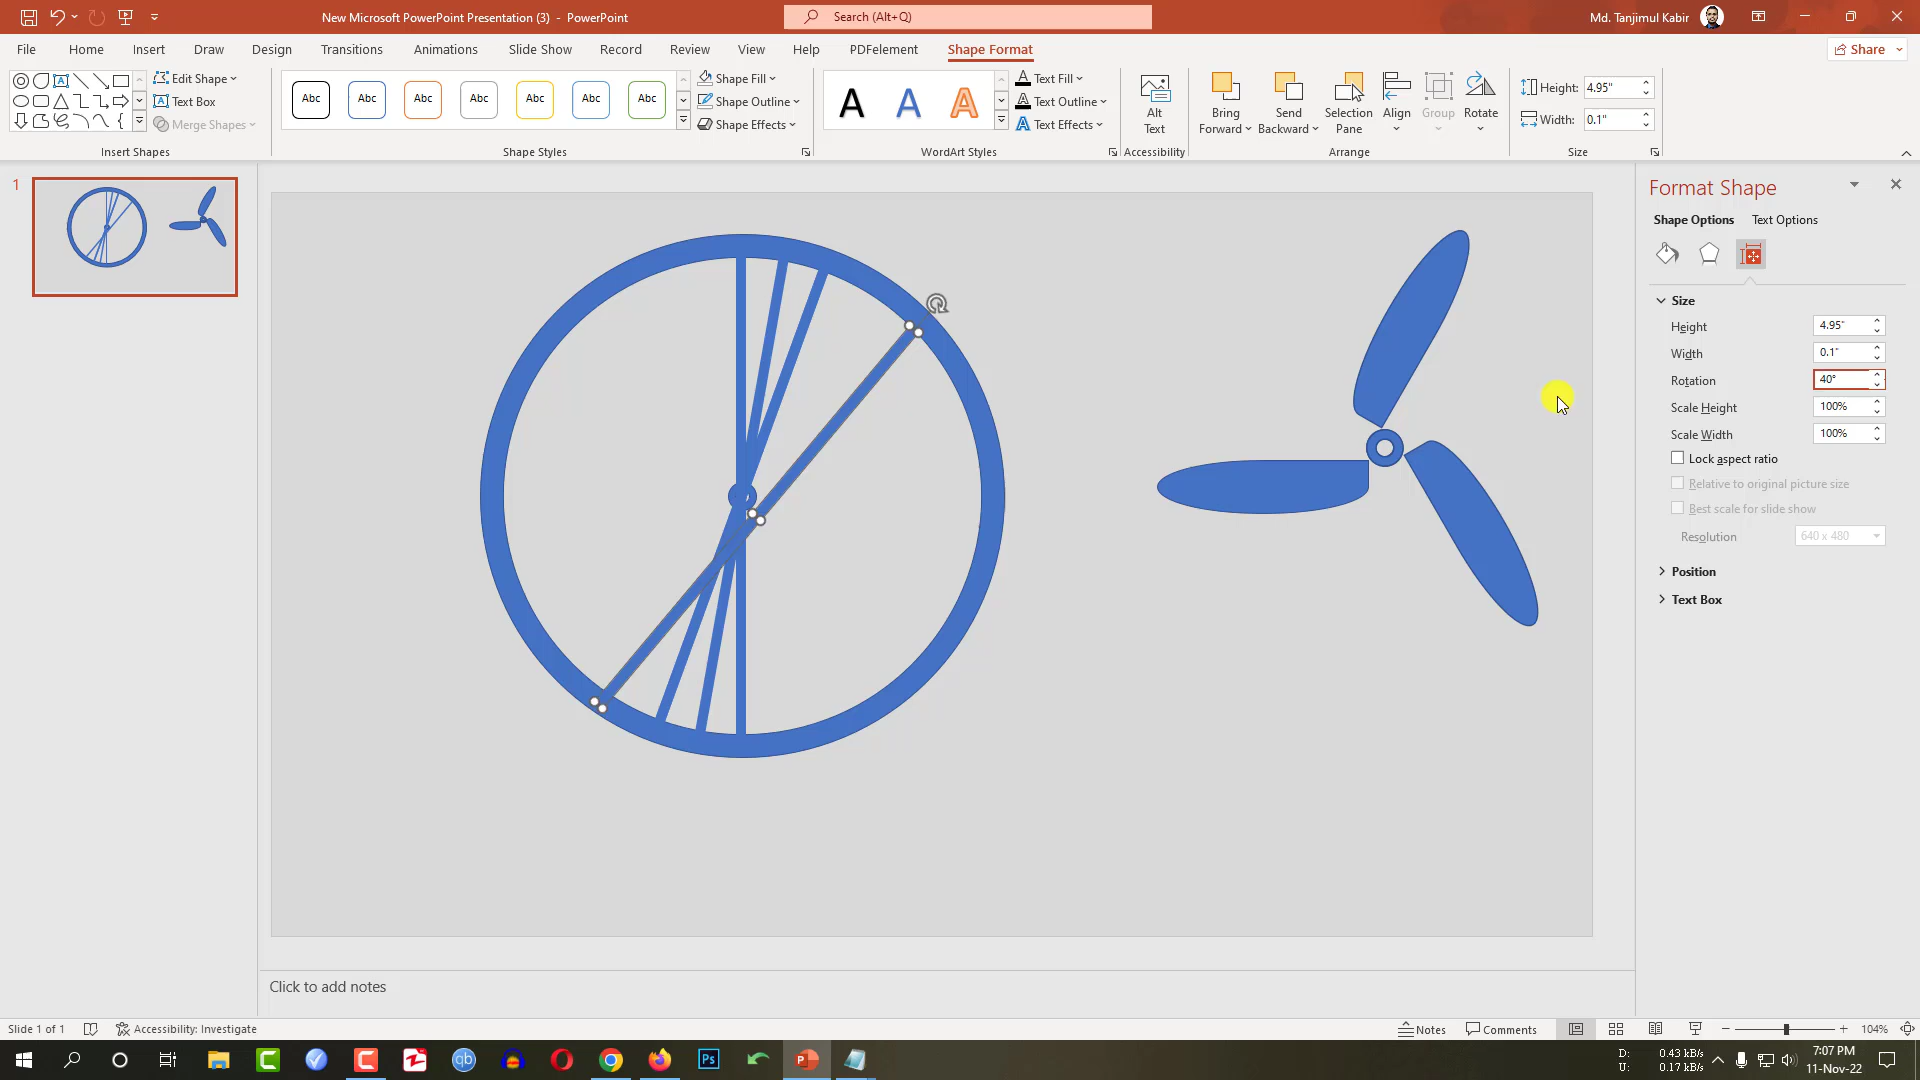 New Microsoft PowerPoint Presentation (3) - PowerPoint
Search (Alt+Q)
Md. Tanjimul Kabir
File Home Insert Draw Design Transitions Animations Slide Show Record Review View Help PDFelement Shape Format
Share
Edit Shape
Text Box
Merge Shapes
Insert Shapes
Abc Abc Abc Abc Abc Abc Abc
Shape Fill
Shape Outline
Shape Effects
Shape Styles
A A A
Text Fill
Text Outline
Text Effects
WordArt Styles
Alt Text
Accessibility
Bring Forward
Send Backward
Selection Pane
Align
Group
Rotate
Arrange
Height: 4.95"
Width: 0.1"
Size
1
Format Shape
Shape Options Text Options
Size
Height 4.95"
Width 0.1"
Rotation 40°
Scale Height 100%
Scale Width 100%
Lock aspect ratio
Relative to original picture size
Best scale for slide show
Resolution 640 x 480
Position
Text Box
Click to add notes
Slide 1 of 1
Accessibility: Investigate
Notes
Comments
104%
D: 0.43 kB/s
U: 0.17 kB/s
7:07 PM
11-Nov-22